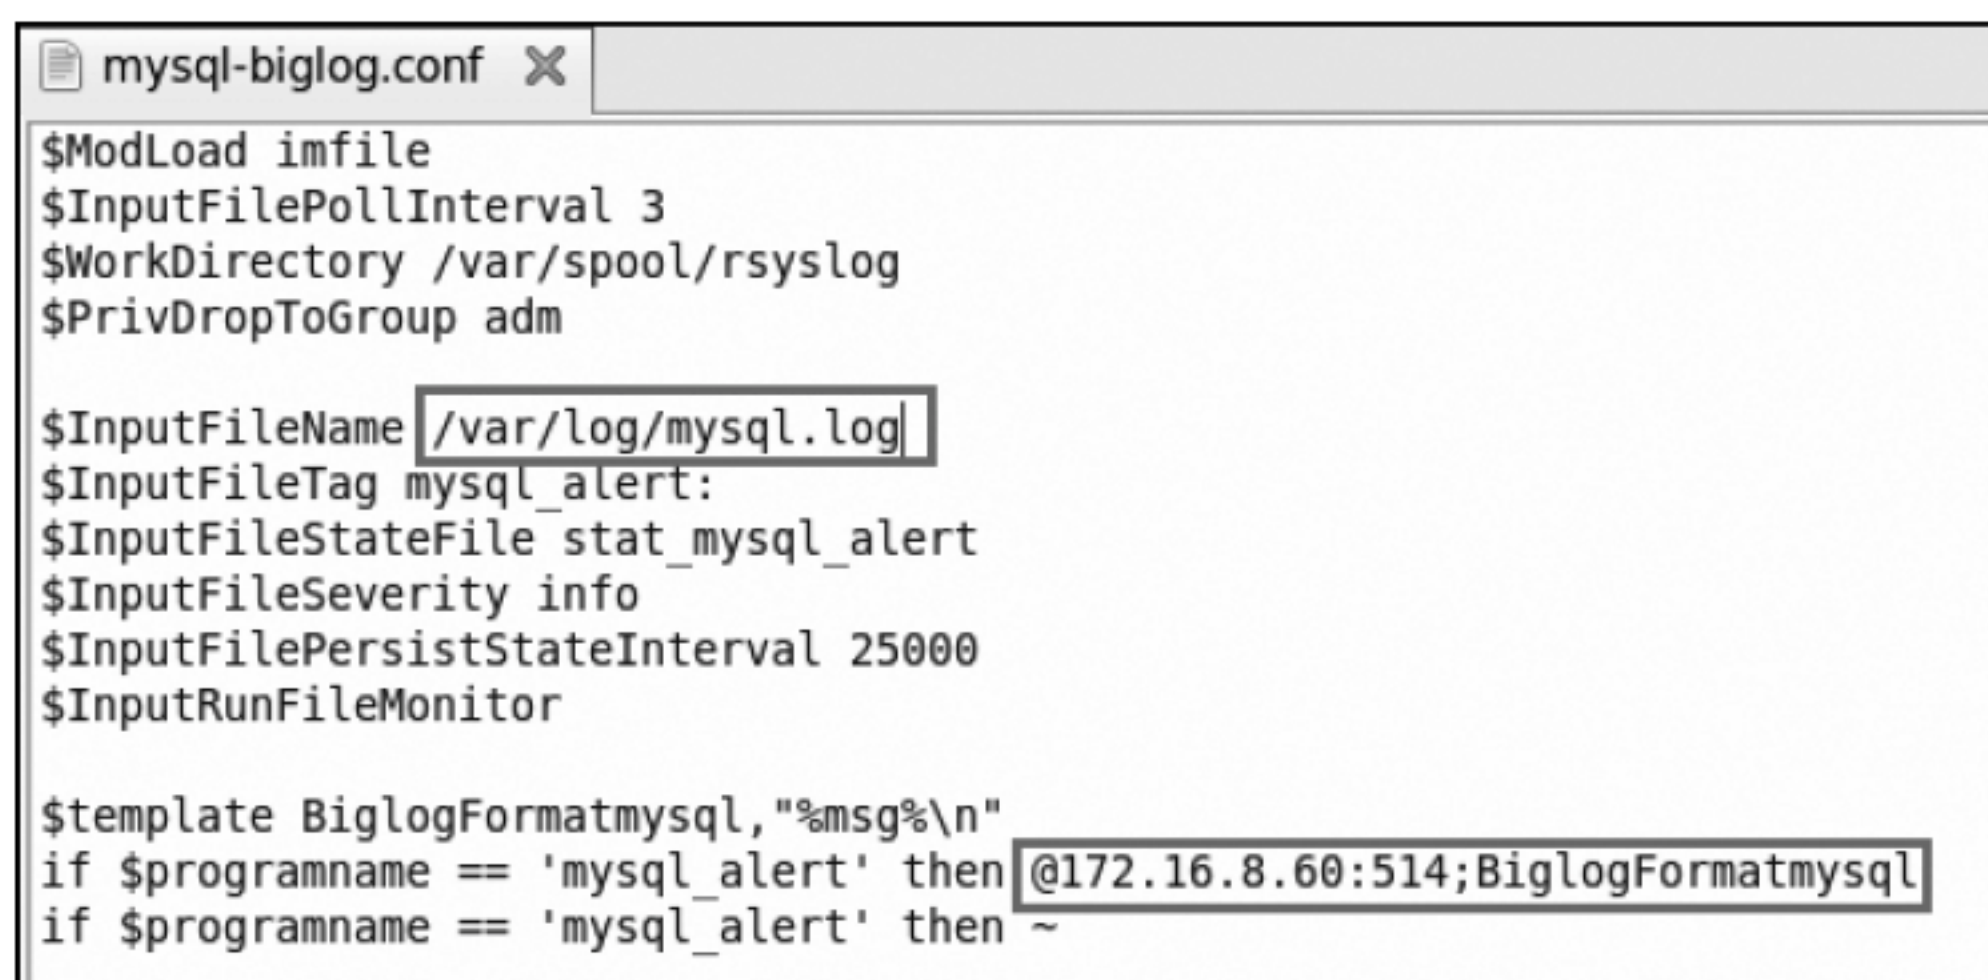 mysql-biglog.conf
$ModLoad imfile
$InputFilePollInterval 3
$WorkDirectory /var/spool/rsyslog
$PrivDropToGroup adm
$InputFileName /var/log/mysql.log
$InputFileTag mysql_alert:
$InputFileStateFile stat_mysql_alert
$InputFileSeverity info
$InputFilePersistStateInterval 25000
$InputRunFileMonitor
$template BiglogFormatmysql,"%msg%\n"
if $programname == 'mysql_alert' then @172.16.8.60:514;BiglogFormatmysql
if $programname == 'mysql_alert' then ~